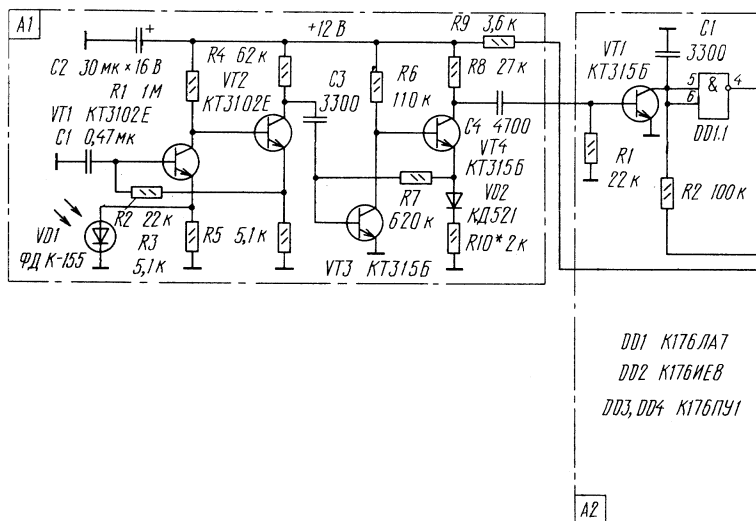 A1
C2 30 мк × 16 В
+
+12 В
R9 3,6 к
R4 62 к
VT2
КТ3102Е
R1 1М
VT1 КТ3102Е
C1 0,47 мк
C3
3300
R6
110 к
R8 27 к
C4 4700
VT4
КТ315Б
R7
620 к
VD2
КД521
R10* 2 к
R2 22 к
R3
5,1 к
R5 5,1 к
VD1
ФД К-155
VT3 КТ315Б
VT1
КТ315Б
C1
3300
5
6
&
4
DD1.1
R1
22 к
R2 100 к
DD1 К176ЛА7
DD2 К176ИЕ8
DD3, DD4 К176ПУ1
A2